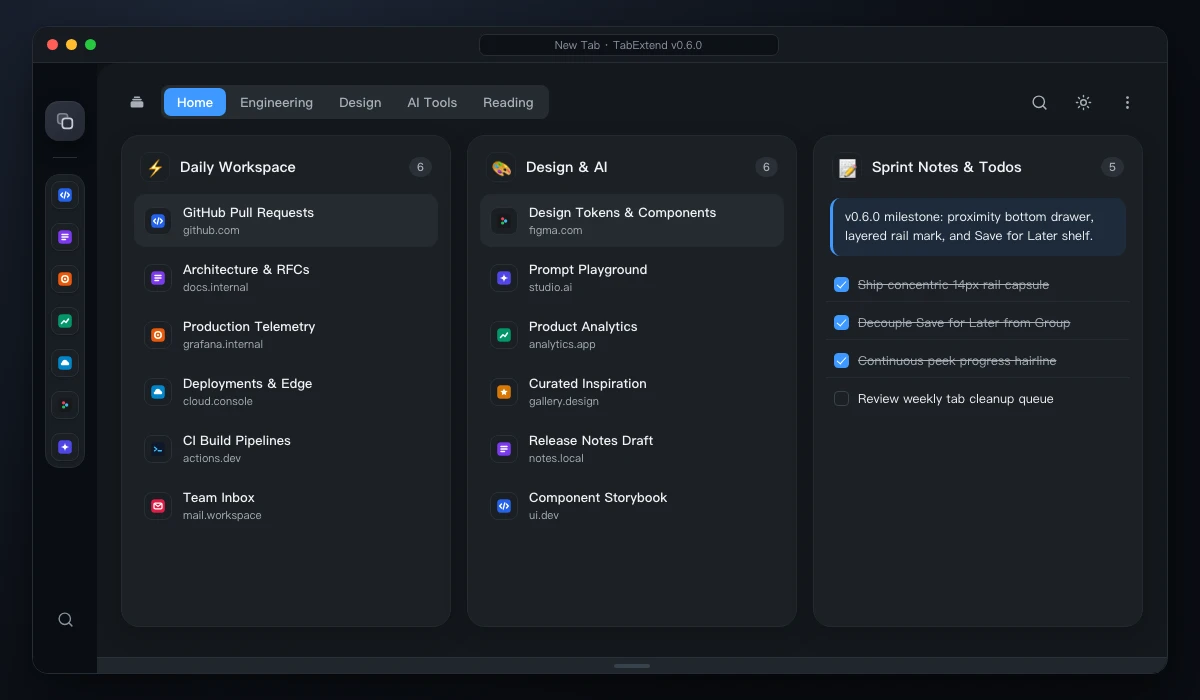 New Tab · TabExtend v0.6.0
Home
Engineering
Design
AI Tools
Reading
Daily Workspace
6
GitHub Pull Requests
github.com
Architecture & RFCs
docs.internal
Production Telemetry
grafana.internal
Deployments & Edge
cloud.console
CI Build Pipelines
actions.dev
Team Inbox
mail.workspace
Design & AI
6
Design Tokens & Components
figma.com
Prompt Playground
studio.ai
Product Analytics
analytics.app
Curated Inspiration
gallery.design
Release Notes Draft
notes.local
Component Storybook
ui.dev
Sprint Notes & Todos
5
v0.6.0 milestone: proximity bottom drawer,
layered rail mark, and Save for Later shelf.
Ship concentric 14px rail capsule
Decouple Save for Later from Group
Continuous peek progress hairline
Review weekly tab cleanup queue